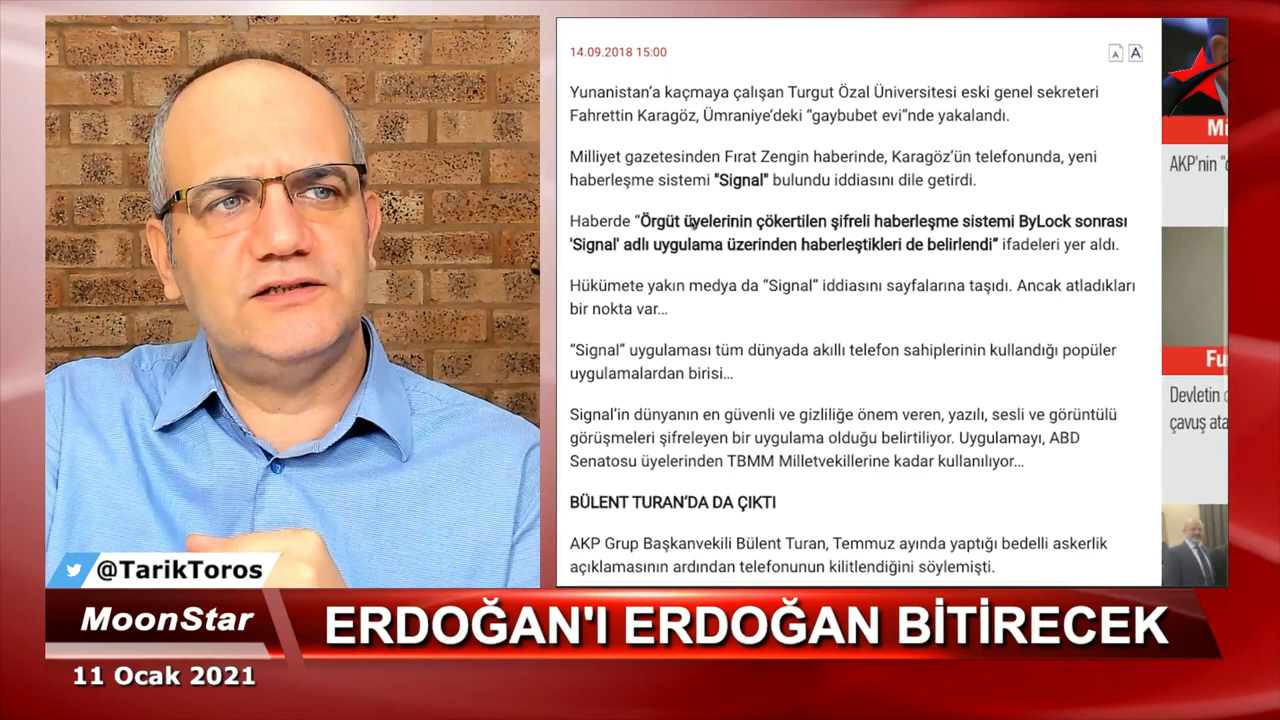 14.09.2018 15:00
A A
Yunanistan'a kaçmaya çalışan Turgut Özal Üniversitesi eski genel sekreteri
Fahrettin Karagöz, Ümraniye'deki “gaybubet evi“nde yakalandı.
Milliyet gazetesinden Fırat Zengin haberinde, Karagöz'ün telefonunda, yeni
haberleşme sistemi "Signal" bulundu iddiasını dile getirdi.
Haberde “Örgüt üyelerinin çökertilen şifreli haberleşme sistemi ByLock sonrası
'Signal' adlı uygulama üzerinden haberleştikleri de belirlendi” ifadeleri yer aldı.
Hükümete yakın medya da “Signal” iddiasını sayfalarına taşıdı. Ancak atladıkları
bir nokta var…
“Signal” uygulaması tüm dünyada akıllı telefon sahiplerinin kullandığı popüler
uygulamalardan birisi…
Signal'in dünyanın en güvenli ve gizliliğe önem veren, yazılı, sesli ve görüntülü
görüşmeleri şifreleyen bir uygulama olduğu belirtiliyor. Uygulamayı, ABD
Senatosu üyelerinden TBMM Milletvekillerine kadar kullanılıyor…
BÜLENT TURAN'DA DA ÇIKTI
AKP Grup Başkanvekili Bülent Turan, Temmuz ayında yaptığı bedelli askerlik
açıklamasının ardından telefonunun kilitlendiğini söylemişti.
Mü
AKP'nin "
Fu
Devletin
çavuş ata
@TarikToros
MoonStar
ERDOĞAN'I ERDOĞAN BİTİRECEK
11 Ocak 2021